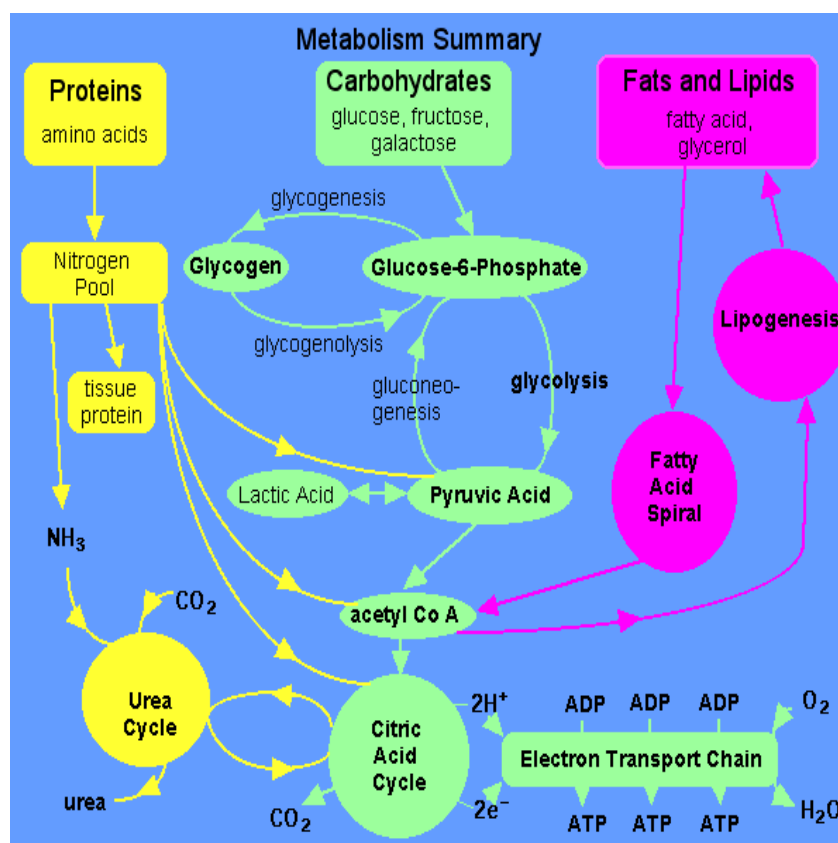 Metabolism Summary
Proteins
amino acids
Carbohydrates
glucose, fructose,
galactose
Fats and Lipids
fatty acid,
glycerol
glycogenesis
Nitrogen
Pool
Glycogen
Glucose-6-Phosphate
Lipogenesis
glycogenolysis
tissue
protein
gluconeo-
genesis
glycolysis
Fatty
Acid
Spiral
Lactic Acid
Pyruvic Acid
NH₃
CO₂
acetyl Co A
Urea
Cycle
urea
Citric
Acid
Cycle
CO₂
2H⁺
2e⁻
ADP ADP ADP
O₂
Electron Transport Chain
ATP ATP ATP
H₂O